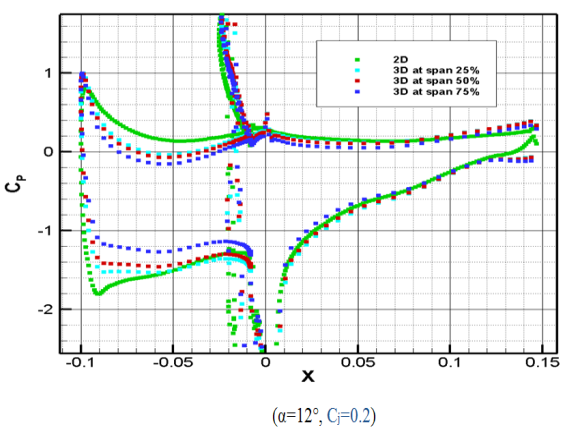 2D
3D at span 25%
3D at span 50%
3D at span 75%
1
0
-1
-2
CP
-0.1 -0.05 0 0.05 0.1 0.15
X
(α=12°, Cj=0.2)